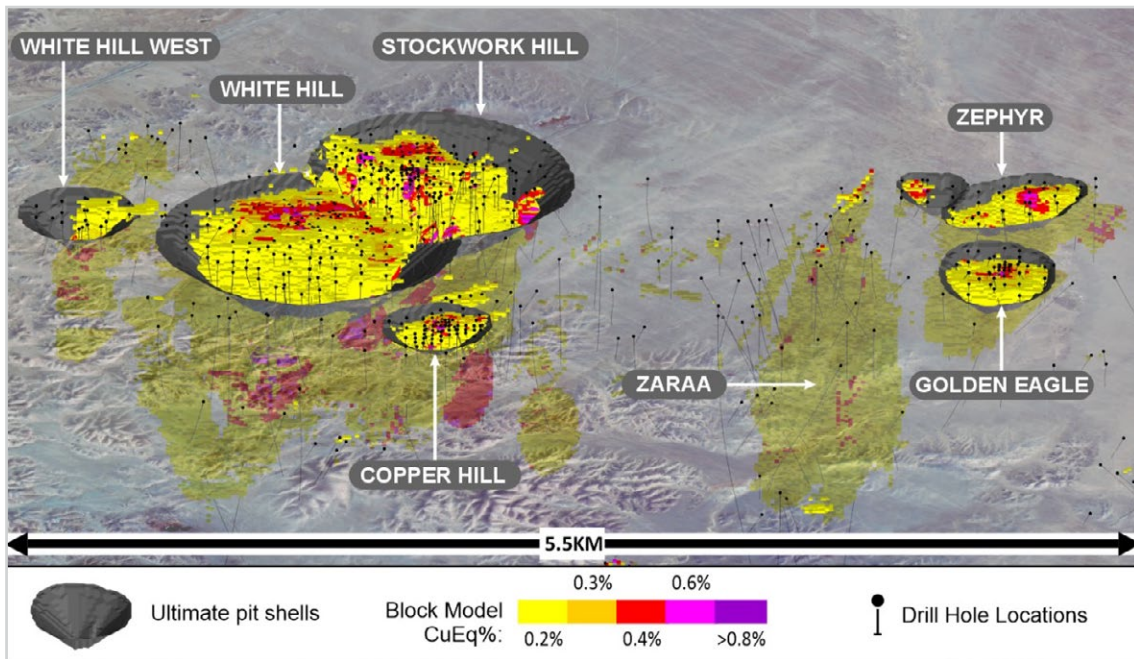 WHITE HILL WEST
STOCKWORK HILL
WHITE HILL
ZEPHYR
ZARAA
GOLDEN EAGLE
COPPER HILL
5.5KM
Ultimate pit shells
Block Model
CuEq%:
0.3% 0.6%
0.2% 0.4% >0.8%
Drill Hole Locations